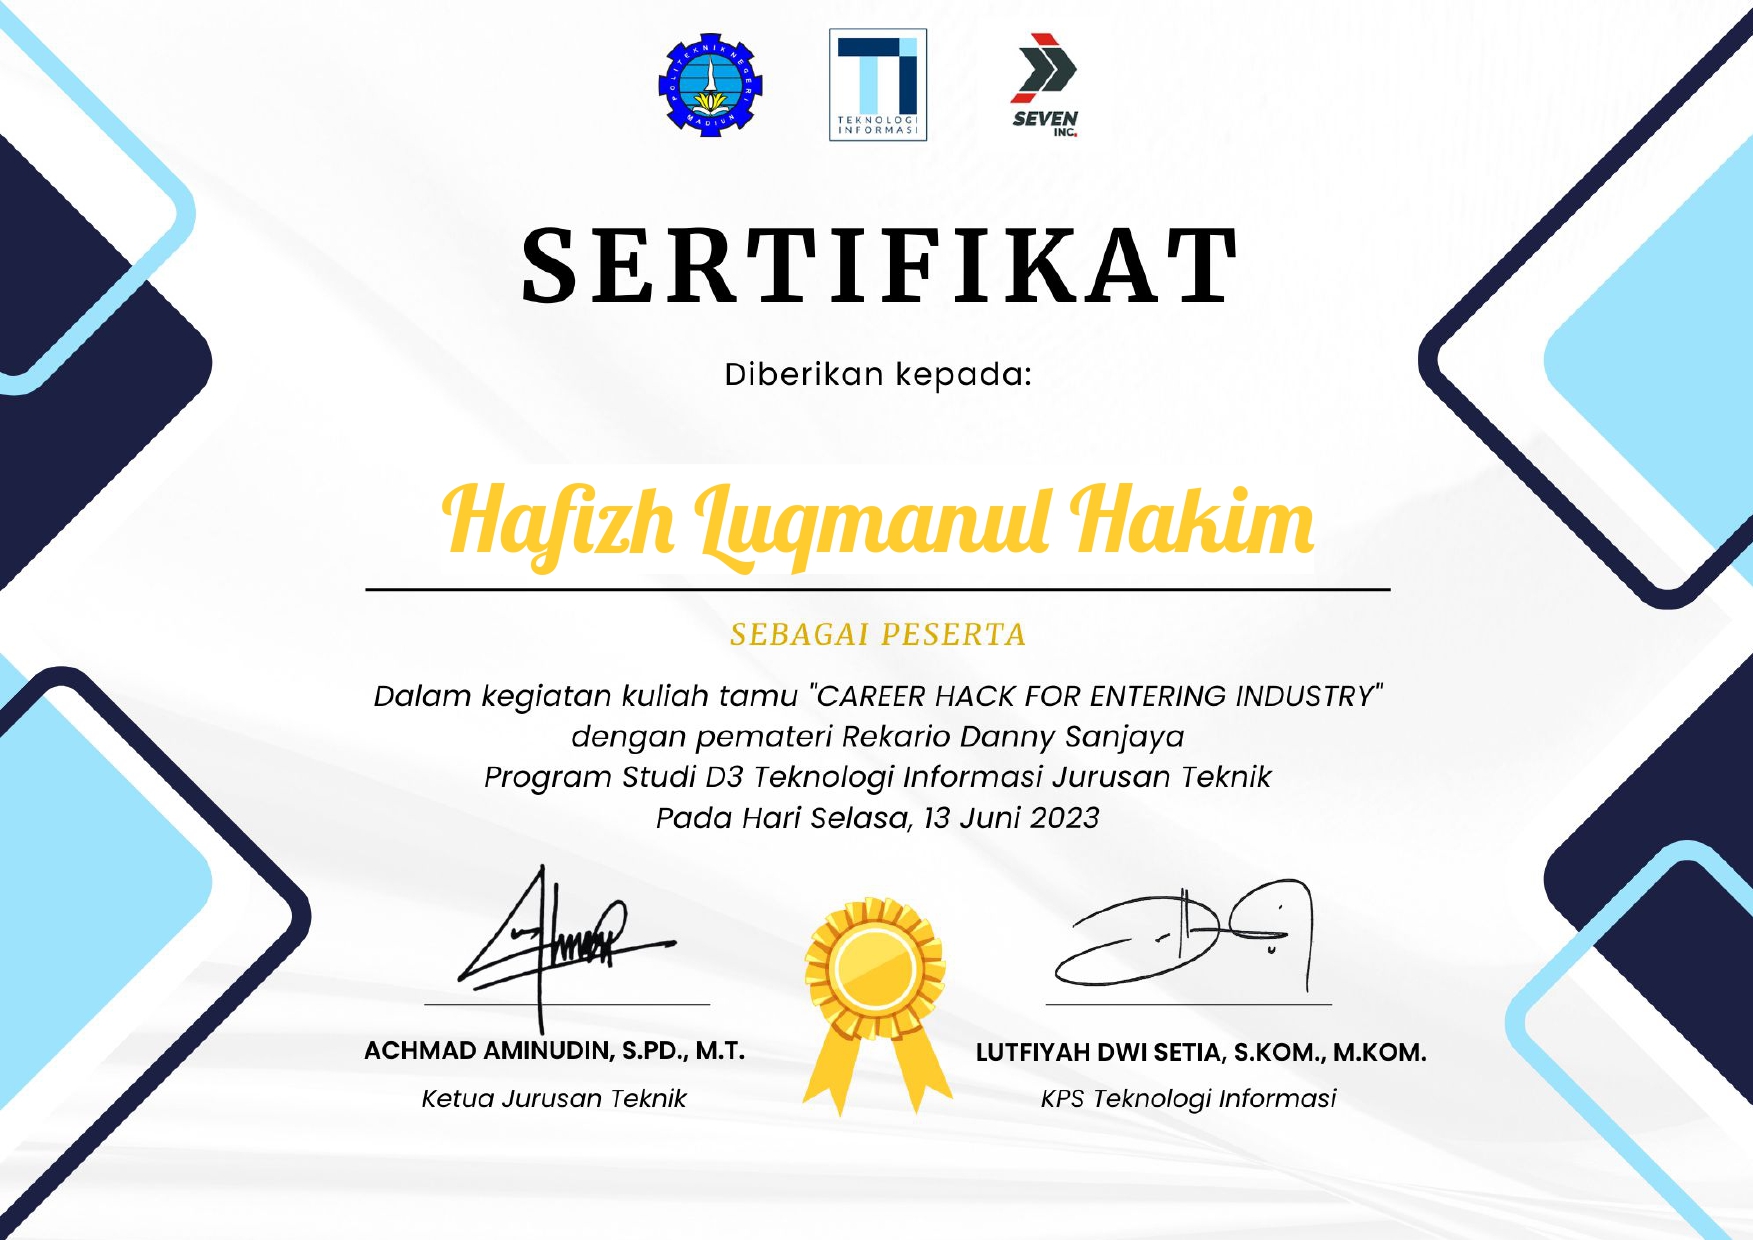 POLITEKNIK NEGERI
MADIUN
TEKNOLOGI
INFORMASI
SEVEN
INC.
SERTIFIKAT
Diberikan kepada:
Hafizh Luqmanul Hakim
SEBAGAI PESERTA
Dalam kegiatan kuliah tamu "CAREER HACK FOR ENTERING INDUSTRY"
dengan pemateri Rekario Danny Sanjaya
Program Studi D3 Teknologi Informasi Jurusan Teknik
Pada Hari Selasa, 13 Juni 2023
ACHMAD AMINUDIN, S.PD., M.T.
LUTFIYAH DWI SETIA, S.KOM., M.KOM.
Ketua Jurusan Teknik
KPS Teknologi Informasi